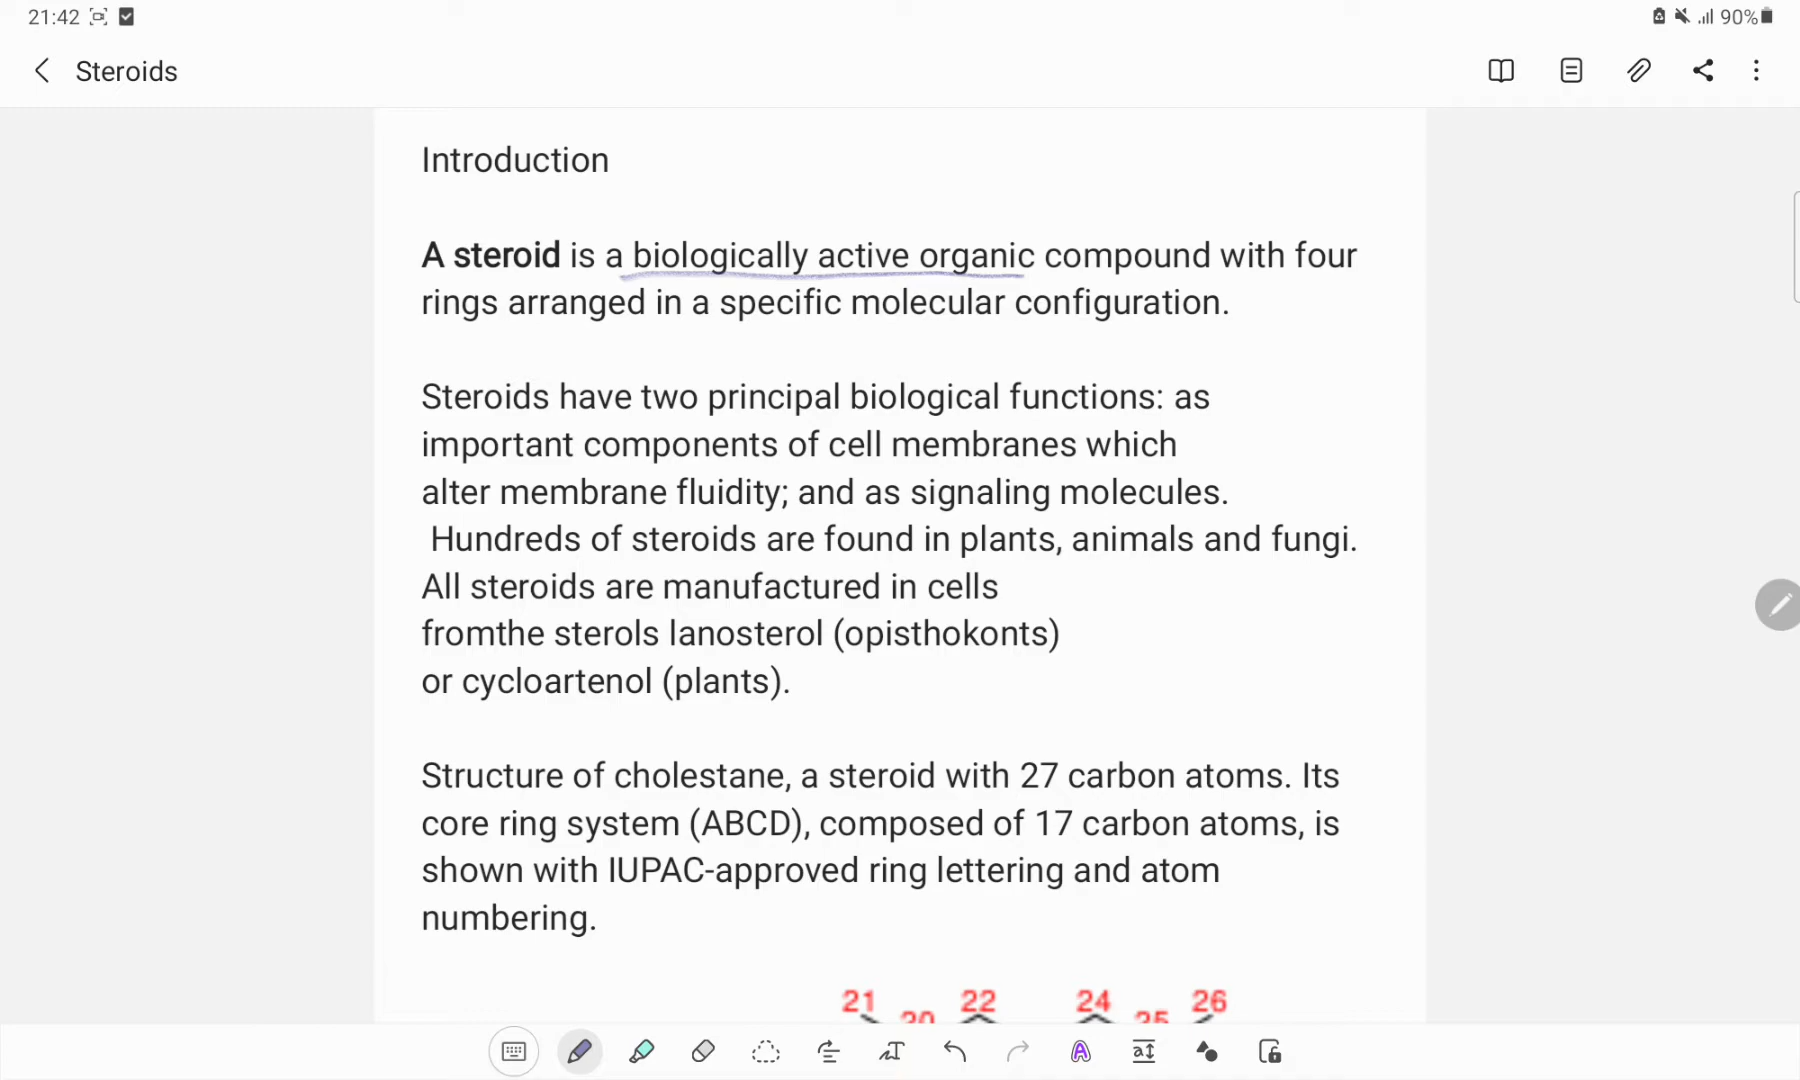 21:42
90%
Steroids
Introduction
A steroid is a biologically active organic compound with four
rings arranged in a specific molecular configuration.
Steroids have two principal biological functions: as
important components of cell membranes which
alter membrane fluidity; and as signaling molecules.
Hundreds of steroids are found in plants, animals and fungi.
All steroids are manufactured in cells
fromthe sterols lanosterol (opisthokonts)
or cycloartenol (plants).
Structure of cholestane, a steroid with 27 carbon atoms. Its
core ring system (ABCD), composed of 17 carbon atoms, is
shown with IUPAC-approved ring lettering and atom
numbering.
21 22 24 26
20 25